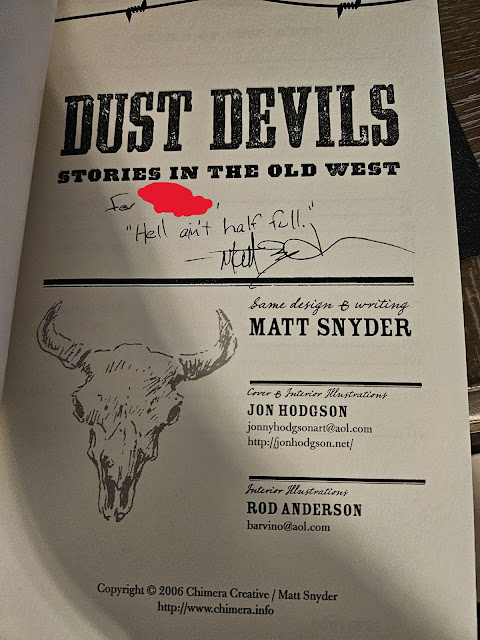 DUST DEVILS
STORIES IN THE OLD WEST
For
"Hell ain't half full."
Matt
Game design & writing
MATT SNYDER
Cover & Interior Illustrations
JON HODGSON
jonnyhodgsonart@aol.com
http://jonhodgson.net/
Interior Illustrations
ROD ANDERSON
barvino@aol.com
Copyright © 2006 Chimera Creative / Matt Snyder
http://www.chimera.info